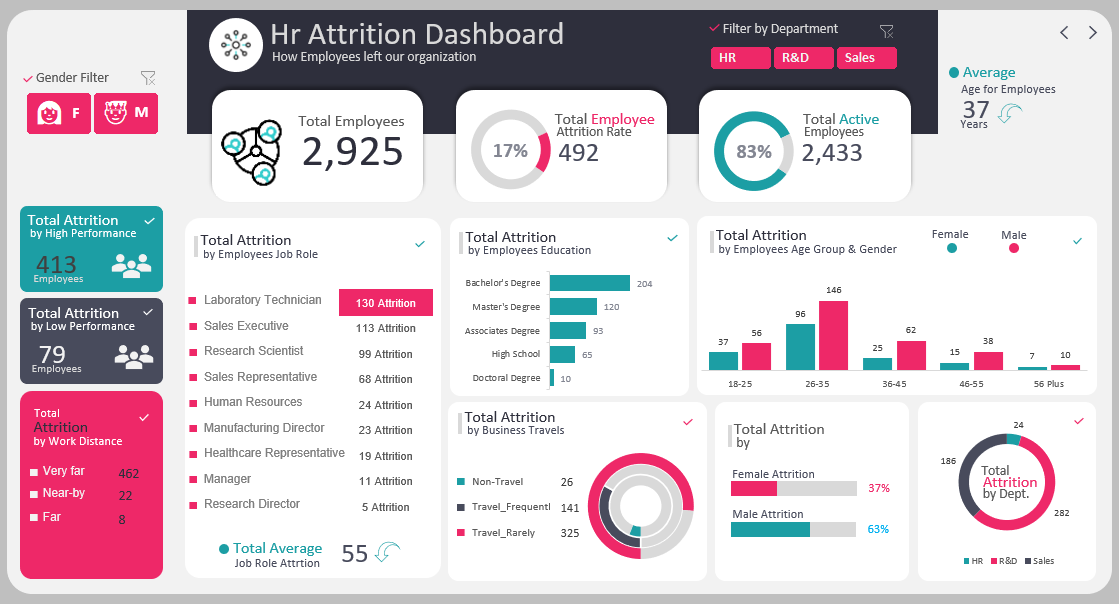 Hr Attrition Dashboard
How Employees left our organization
Filter by Department
HR
R&D
Sales
Gender Filter
F
M
Average
Age for Employees
37
Years
Total Employees
2,925
17%
Total Employee
Attrition Rate
492
83%
Total Active
Employees
2,433
Total Attrition
by High Performance
413
Employees
Total Attrition
by Low Performance
79
Employees
Total
Attrition
by Work Distance
Very far 462
Near-by 22
Far 8
Total Attrition
by Employees Job Role
Laboratory Technician 130 Attrition
Sales Executive 113 Attrition
Research Scientist 99 Attrition
Sales Representative 68 Attrition
Human Resources 24 Attrition
Manufacturing Director 23 Attrition
Healthcare Representative 19 Attrition
Manager 11 Attrition
Research Director 5 Attrition
Total Average
Job Role Attrtion
55
Total Attrition
by Employees Education
Bachelor's Degree 204
Master's Degree 120
Associates Degree 93
High School 65
Doctoral Degree 10
Total Attrition
by Employees Age Group & Gender
Female
Male
37 56 96 146 25 62 15 38 7 10
18-25 26-35 36-45 46-55 56 Plus
Total Attrition
by Business Travels
Non-Travel 26
Travel_Frequentl 141
Travel_Rarely 325
Total Attrition
by
Female Attrition
37%
Male Attrition
63%
24
186
282
Total
Attrition
by Dept.
HR R&D Sales